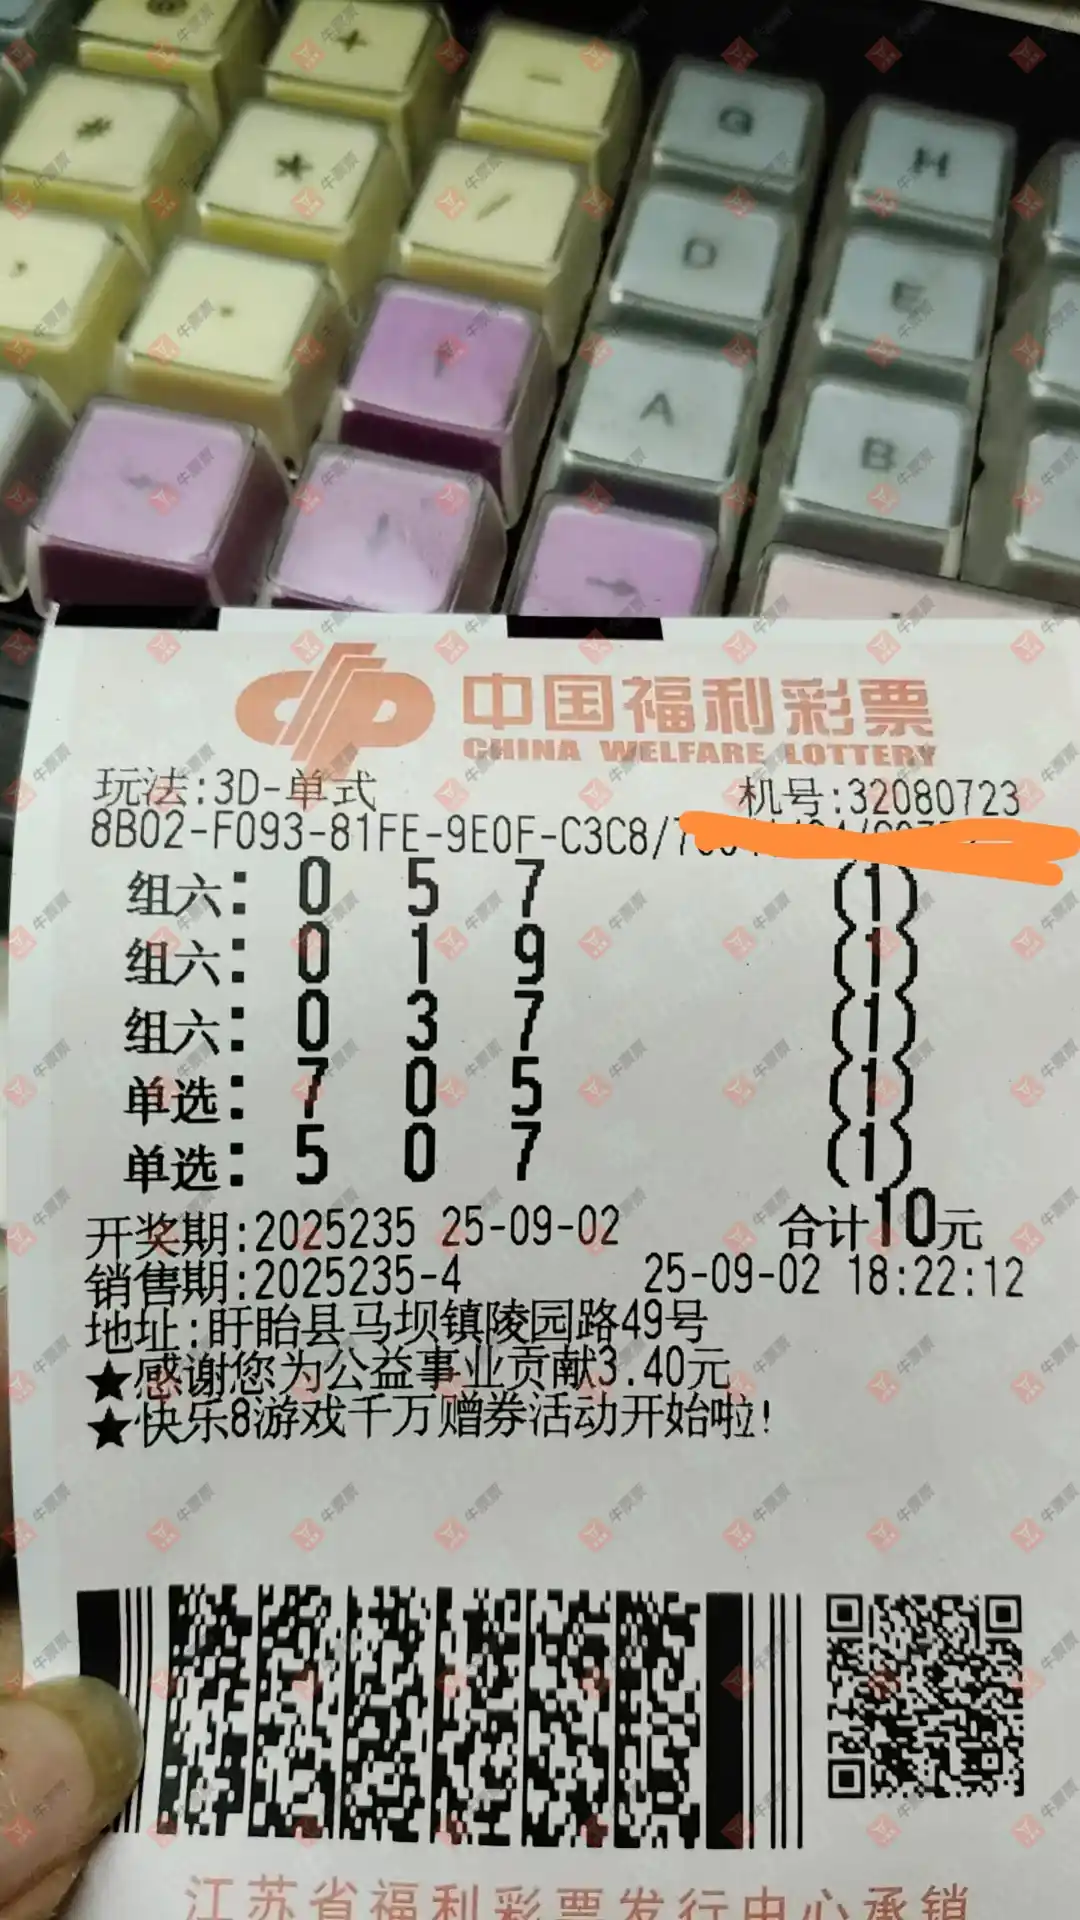 @
+
-
G
H
#
*
/
D
E
A
B
中国福利彩票
CHINA WELFARE LOTTERY
玩法:3D-单式 机号:32080723
8B02-F093-81FE-9E0F-C3C8/
组六: 0 5 7 (1)
组六: 0 1 9 (1)
组六: 0 3 7 (1)
单选: 7 0 5 (1)
单选: 5 0 7 (1)
开奖期:2025235 25-09-02 合计10元
销售期:2025235-4 25-09-02 18:22:12
地址:盱眙县马坝镇陵园路49号
★感谢您为公益事业贡献3.40元
★快乐8游戏千万赠券活动开始啦!
江苏省福利彩票发行中心承销
牛票票